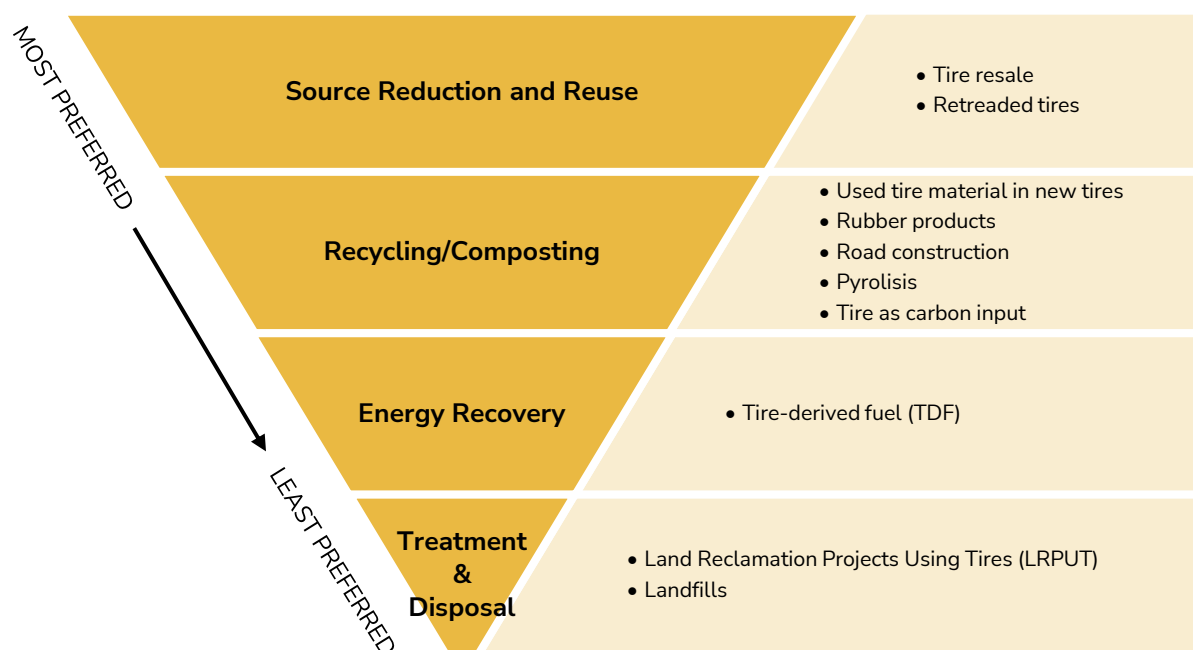 MOST PREFERRED
LEAST PREFERRED
Source Reduction and Reuse
• Tire resale
• Retreaded tires
Recycling/Composting
• Used tire material in new tires
• Rubber products
• Road construction
• Pyrolisis
• Tire as carbon input
Energy Recovery
• Tire-derived fuel (TDF)
Treatment
&
Disposal
• Land Reclamation Projects Using Tires (LRPUT)
• Landfills